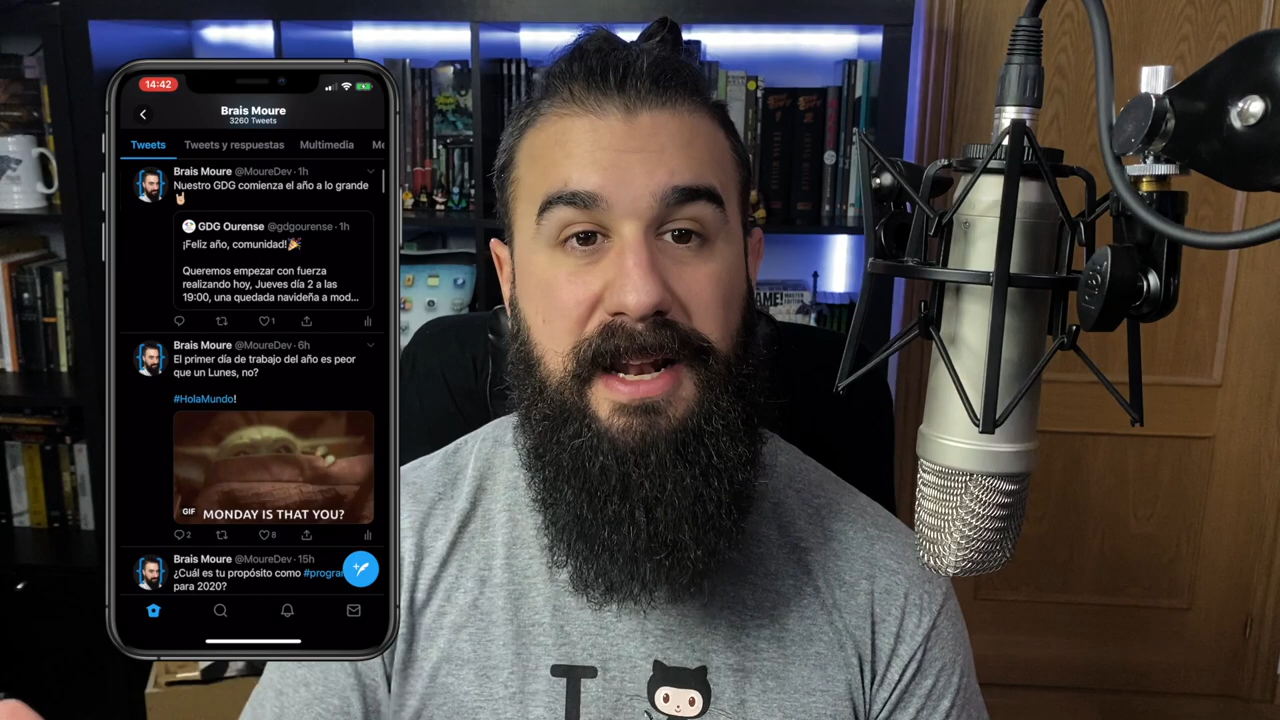 14:42
Brais Moure
3260 Tweets
Tweets Tweets y respuestas Multimedia Me
Brais Moure @MoureDev · 1h
Nuestro GDG comienza el año a lo grande
🤘🏻
GDG Ourense @gdgourense · 1h
¡Feliz año, comunidad!🎉
Queremos empezar con fuerza
realizando hoy, Jueves día 2 a las
19:00, una quedada navideña a mod...
1
Brais Moure @MoureDev · 6h
El primer día de trabajo del año es peor
que un Lunes, no?
#HolaMundo!
GIF MONDAY IS THAT YOU?
2 8
Brais Moure @MoureDev · 15h
¿Cuál es tu propósito como #progra
para 2020?
GAME!
MASTER
EDITION
I